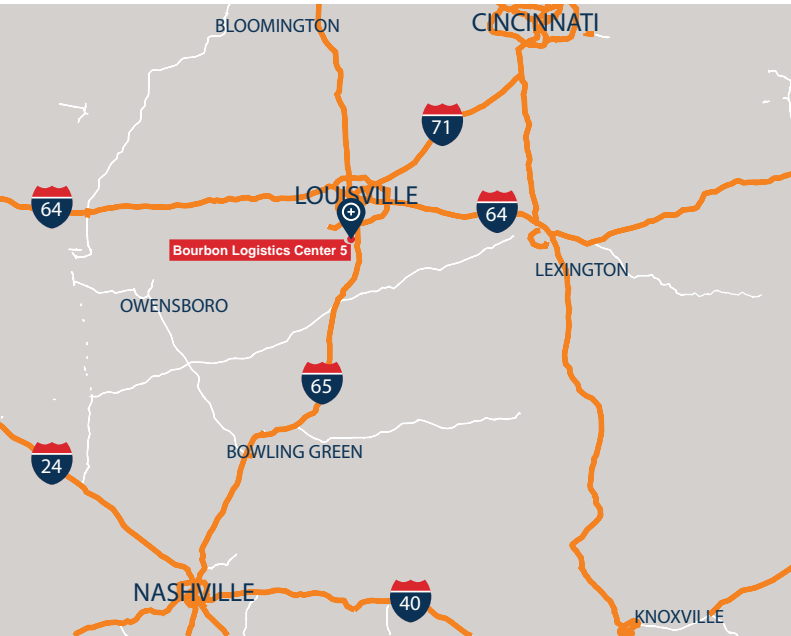 BLOOMINGTON
CINCINNATI
71
LOUISVILLE
64
64
Bourbon Logistics Center 5
LEXINGTON
OWENSBORO
65
BOWLING GREEN
24
NASHVILLE
40
KNOXVILLE